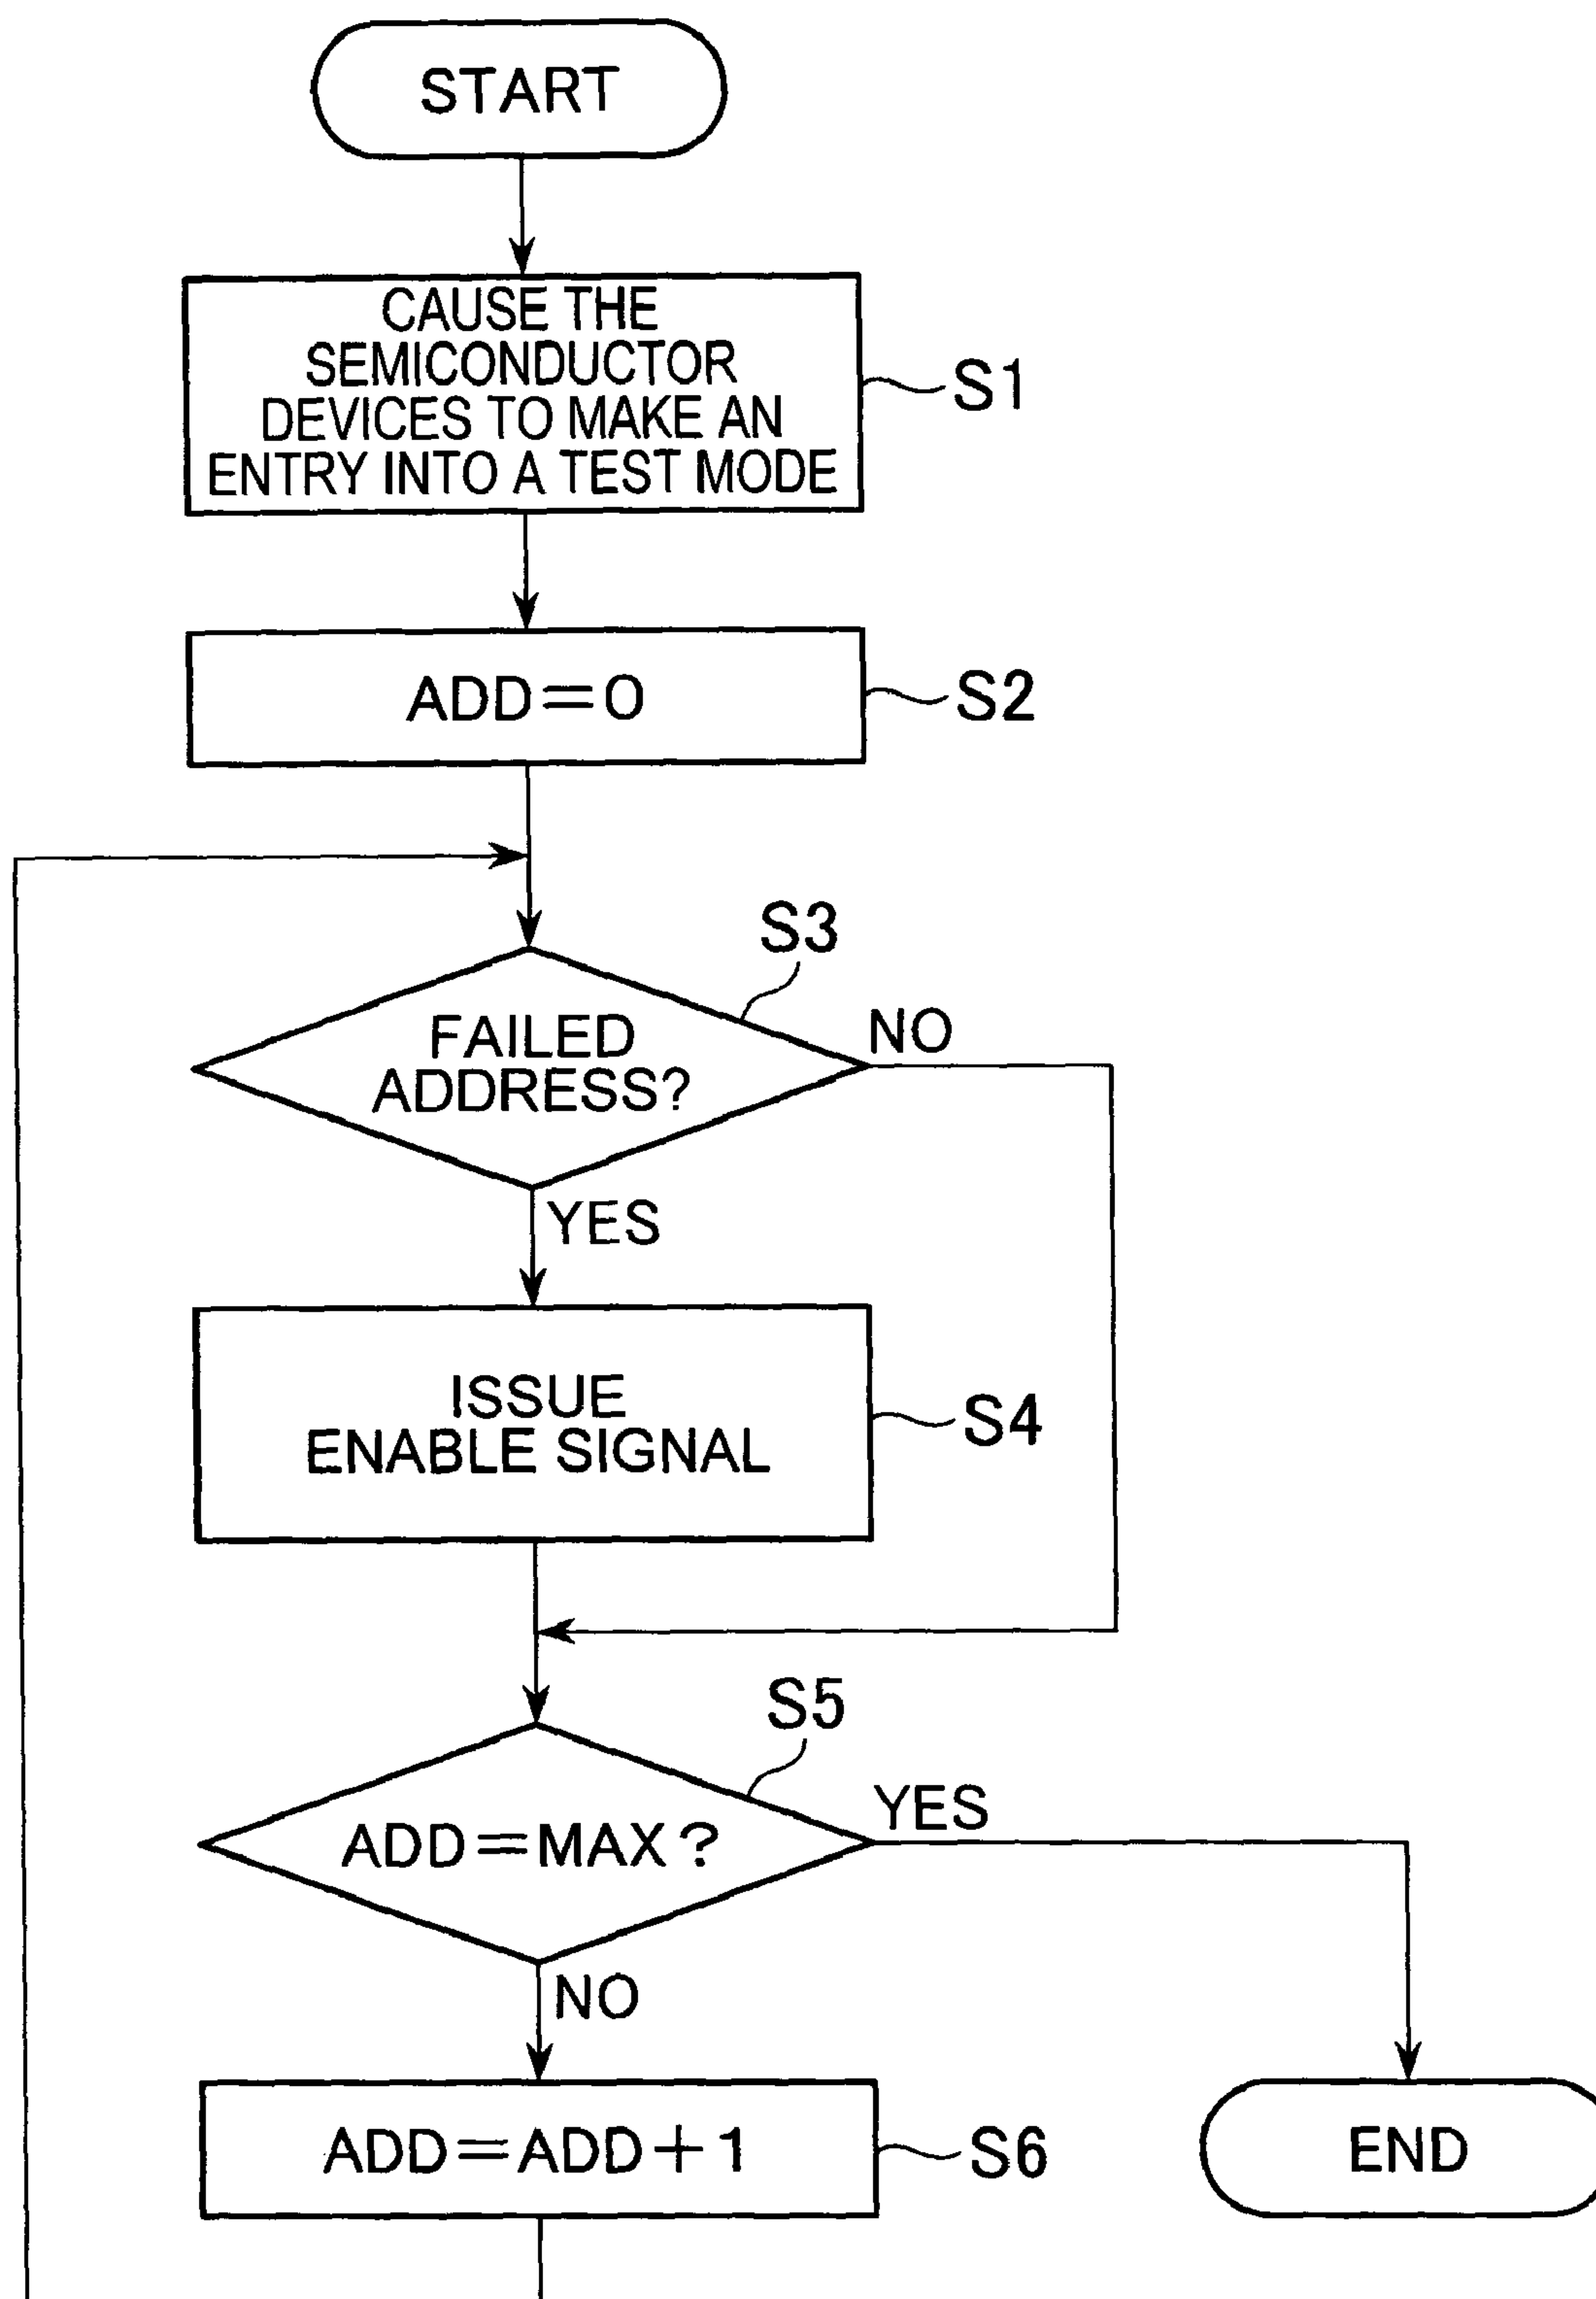 START
CAUSE THE
SEMICONDUCTOR
DEVICES TO MAKE AN
ENTRY INTO A TEST MODE
S1
ADD=0
S2
S3
FAILED
ADDRESS?
NO
YES
ISSUE
ENABLE SIGNAL
S4
S5
ADD=MAX?
YES
NO
ADD=ADD+1
S6
END